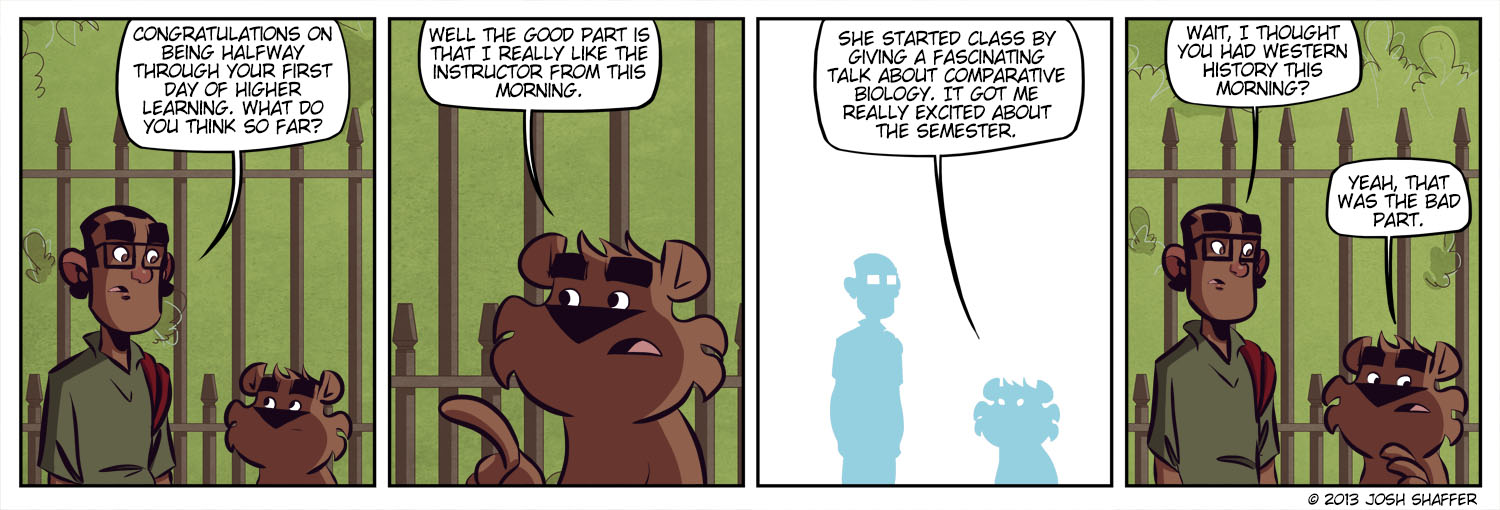 CONGRATULATIONS ON
BEING HALFWAY
THROUGH YOUR FIRST
DAY OF HIGHER
LEARNING. WHAT DO
YOU THINK SO FAR?
WELL THE GOOD PART IS
THAT I REALLY LIKE THE
INSTRUCTOR FROM THIS
MORNING.
SHE STARTED CLASS BY
GIVING A FASCINATING
TALK ABOUT COMPARATIVE
BIOLOGY. IT GOT ME
REALLY EXCITED ABOUT
THE SEMESTER.
WAIT, I THOUGHT
YOU HAD WESTERN
HISTORY THIS
MORNING?
YEAH, THAT
WAS THE BAD
PART.
© 2013 JOSH SHAFFER